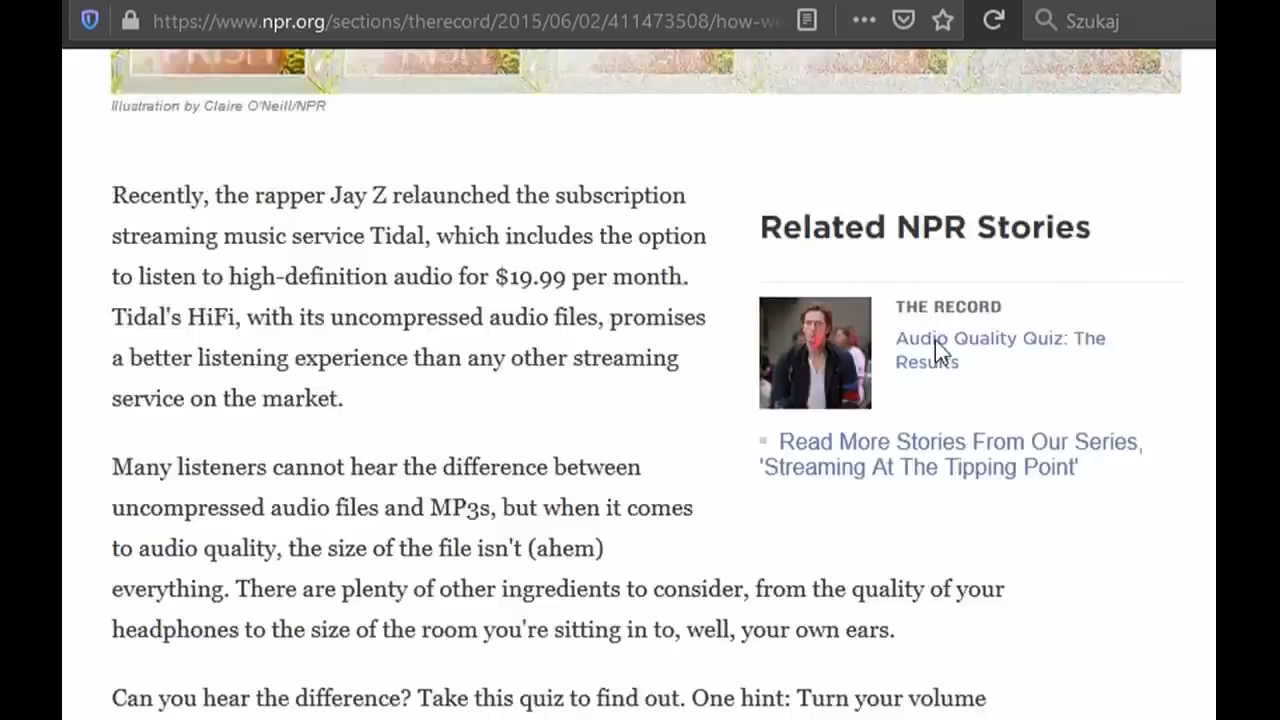 https://www.npr.org/sections/therecord/2015/06/02/411473508/how-w
Szukaj
Illustration by Claire O'Neill/NPR
Recently, the rapper Jay Z relaunched the subscription
streaming music service Tidal, which includes the option
to listen to high-definition audio for $19.99 per month.
Tidal's HiFi, with its uncompressed audio files, promises
a better listening experience than any other streaming
service on the market.
Many listeners cannot hear the difference between
uncompressed audio files and MP3s, but when it comes
to audio quality, the size of the file isn't (ahem)
everything. There are plenty of other ingredients to consider, from the quality of your
headphones to the size of the room you're sitting in to, well, your own ears.
Can you hear the difference? Take this quiz to find out. One hint: Turn your volume
Related NPR Stories
THE RECORD
Audio Quality Quiz: The
Results
Read More Stories From Our Series,
'Streaming At The Tipping Point'